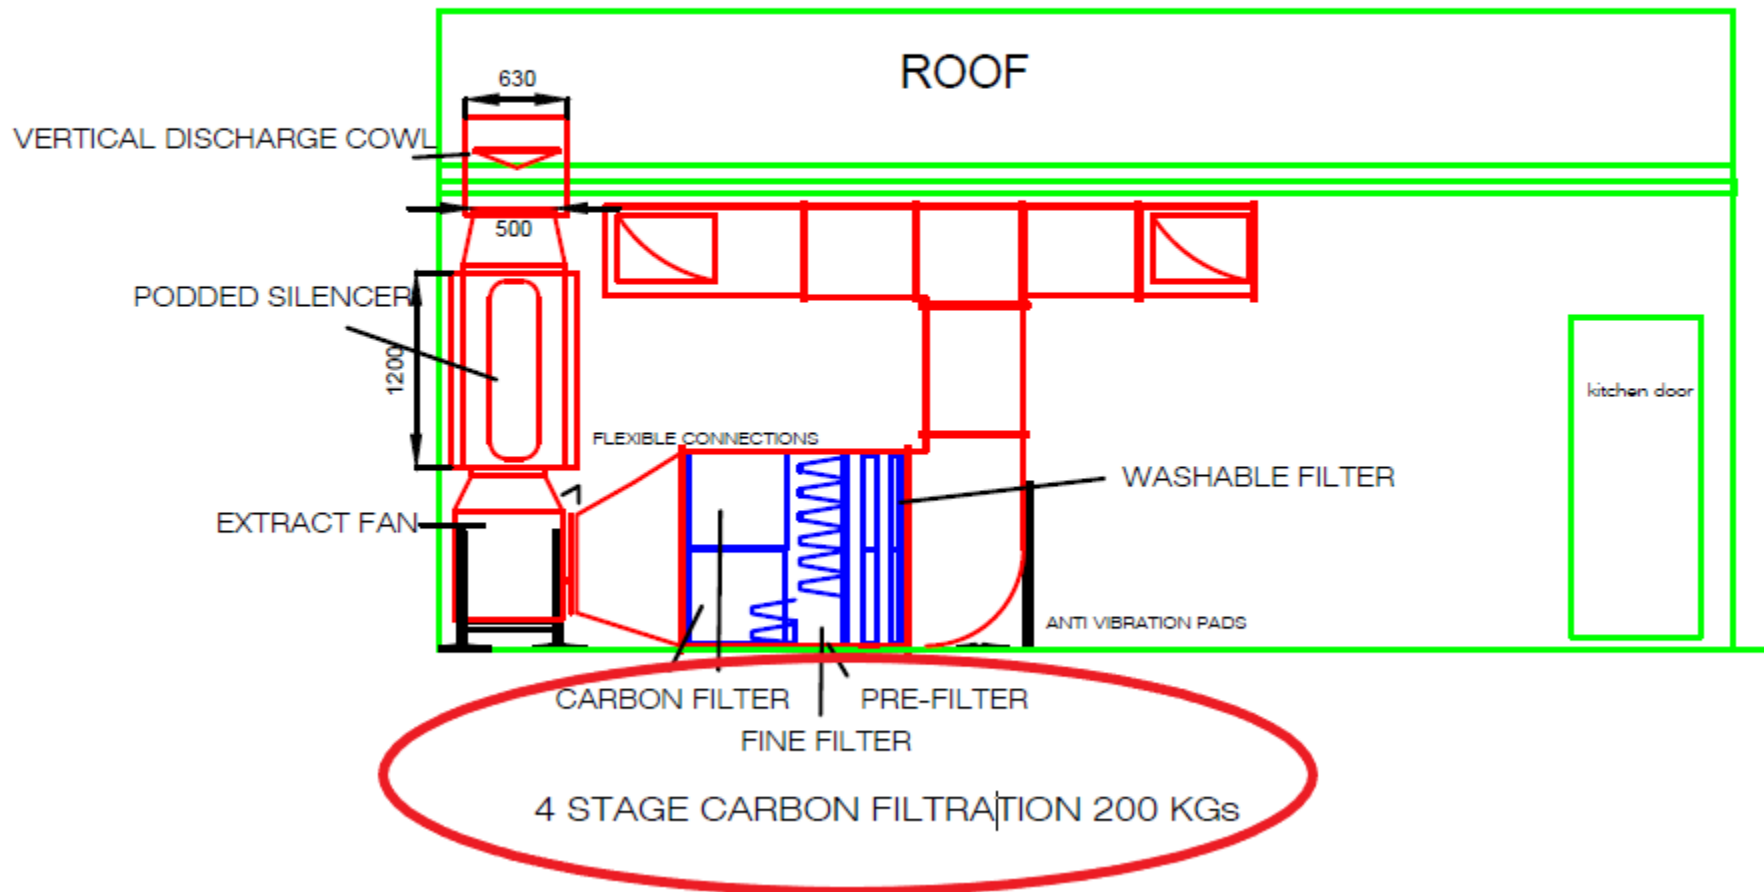 ROOF
630
VERTICAL DISCHARGE COWL
500
PODDED SILENCER
1200
kitchen door
FLEXIBLE CONNECTIONS
WASHABLE FILTER
EXTRACT FAN
ANTI VIBRATION PADS
CARBON FILTER
PRE-FILTER
FINE FILTER
4 STAGE CARBON FILTRATION 200 KGs